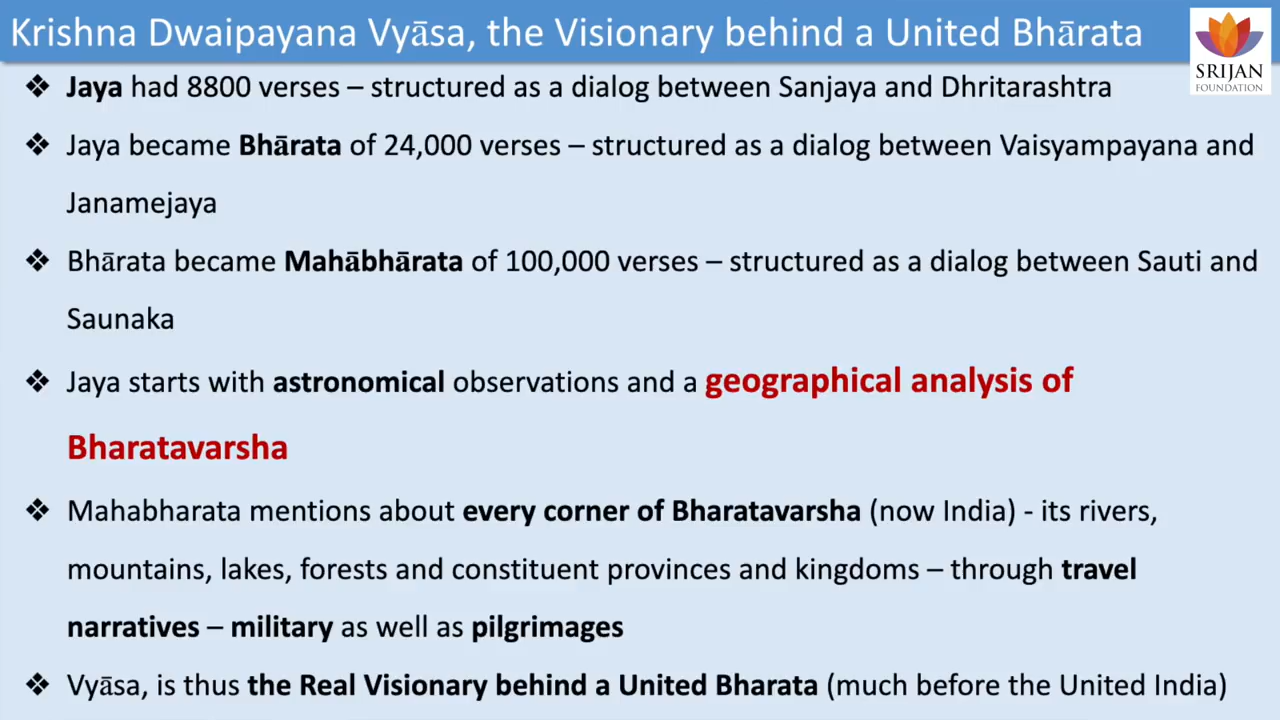 Krishna Dwaipayana Vyāsa, the Visionary behind a United Bhārata
SRIJAN
FOUNDATION
❖ Jaya had 8800 verses – structured as a dialog between Sanjaya and Dhritarashtra
❖ Jaya became Bhārata of 24,000 verses – structured as a dialog between Vaisyampayana and
Janamejaya
❖ Bhārata became Mahābhārata of 100,000 verses – structured as a dialog between Sauti and
Saunaka
❖ Jaya starts with astronomical observations and a geographical analysis of
Bharatavarsha
❖ Mahabharata mentions about every corner of Bharatavarsha (now India) - its rivers,
mountains, lakes, forests and constituent provinces and kingdoms – through travel
narratives – military as well as pilgrimages
❖ Vyāsa, is thus the Real Visionary behind a United Bharata (much before the United India)